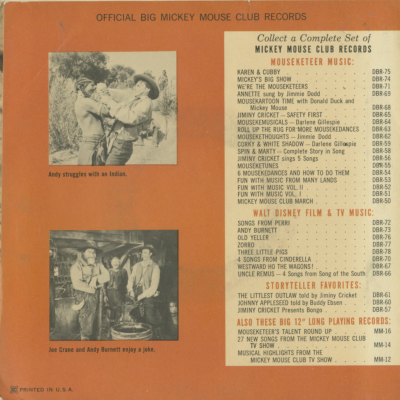 OFFICIAL BIG MICKEY MOUSE CLUB RECORDS
Andy struggles with an Indian.
Joe Crane and Andy Burnett enjoy a joke.
PRINTED IN U.S.A.
Collect a Complete Set of
MICKEY MOUSE CLUB RECORDS
MOUSEKETEER MUSIC:
KAREN & CUBBY DBR-75
MICKEY'S BIG SHOW DBR-74
WE'RE THE MOUSEKETEERS DBR-71
ANNETTE sung by Jimmie Dodd DBR-69
MOUSEKARTOON TIME with Donald Duck and
Mickey Mouse DBR-68
JIMINY CRICKET — SAFETY FIRST DBR-65
MOUSEKEMUSICALS — Darlene Gillespie DBR-64
ROLL UP THE RUG FOR MORE MOUSEKEDANCES DBR-63
MOUSEKETHOUGHTS — Jimmie Dodd DBR-62
CORKY & WHITE SHADOW — Darlene Gillespie DBR-59
SPIN & MARTY — Complete Story in Song DBR-58
JIMINY CRICKET sings 5 Songs DBR-56
MOUSETUNES DBR-55
6 MOUSEKEDANCES AND HOW TO DO THEM DBR-54
FUN WITH MUSIC FROM MANY LANDS DBR-53
FUN WITH MUSIC VOL. II DBR-52
FUN WITH MUSIC VOL. I DBR-51
MICKEY MOUSE CLUB MARCH DBR-50
WALT DISNEY FILM & TV MUSIC:
SONGS FROM PERRI DBR-72
ANDY BURNETT DBR-73
OLD YELLER DBR-76
ZORRO DBR-77
THREE LITTLE PIGS DBR-78
4 SONGS FROM CINDERELLA DBR-70
WESTWARD HO THE WAGONS! DBR-67
UNCLE REMUS — 4 Songs from Song of the South DBR-66
STORYTELLER FAVORITES:
THE LITTLEST OUTLAW told by Jiminy Cricket DBR-61
JOHNNY APPLESEED told by Buddy Ebsen DBR-60
JIMINY CRICKET Presents Bongo DBR-57
ALSO THESE BIG 12" LONG PLAYING RECORDS:
MOUSEKETEER'S TALENT ROUND UP MM-16
27 NEW SONGS FROM THE MICKEY MOUSE CLUB
TV SHOW MM-14
MUSICAL HIGHLIGHTS FROM THE
MICKEY MOUSE CLUB TV SHOW MM-12